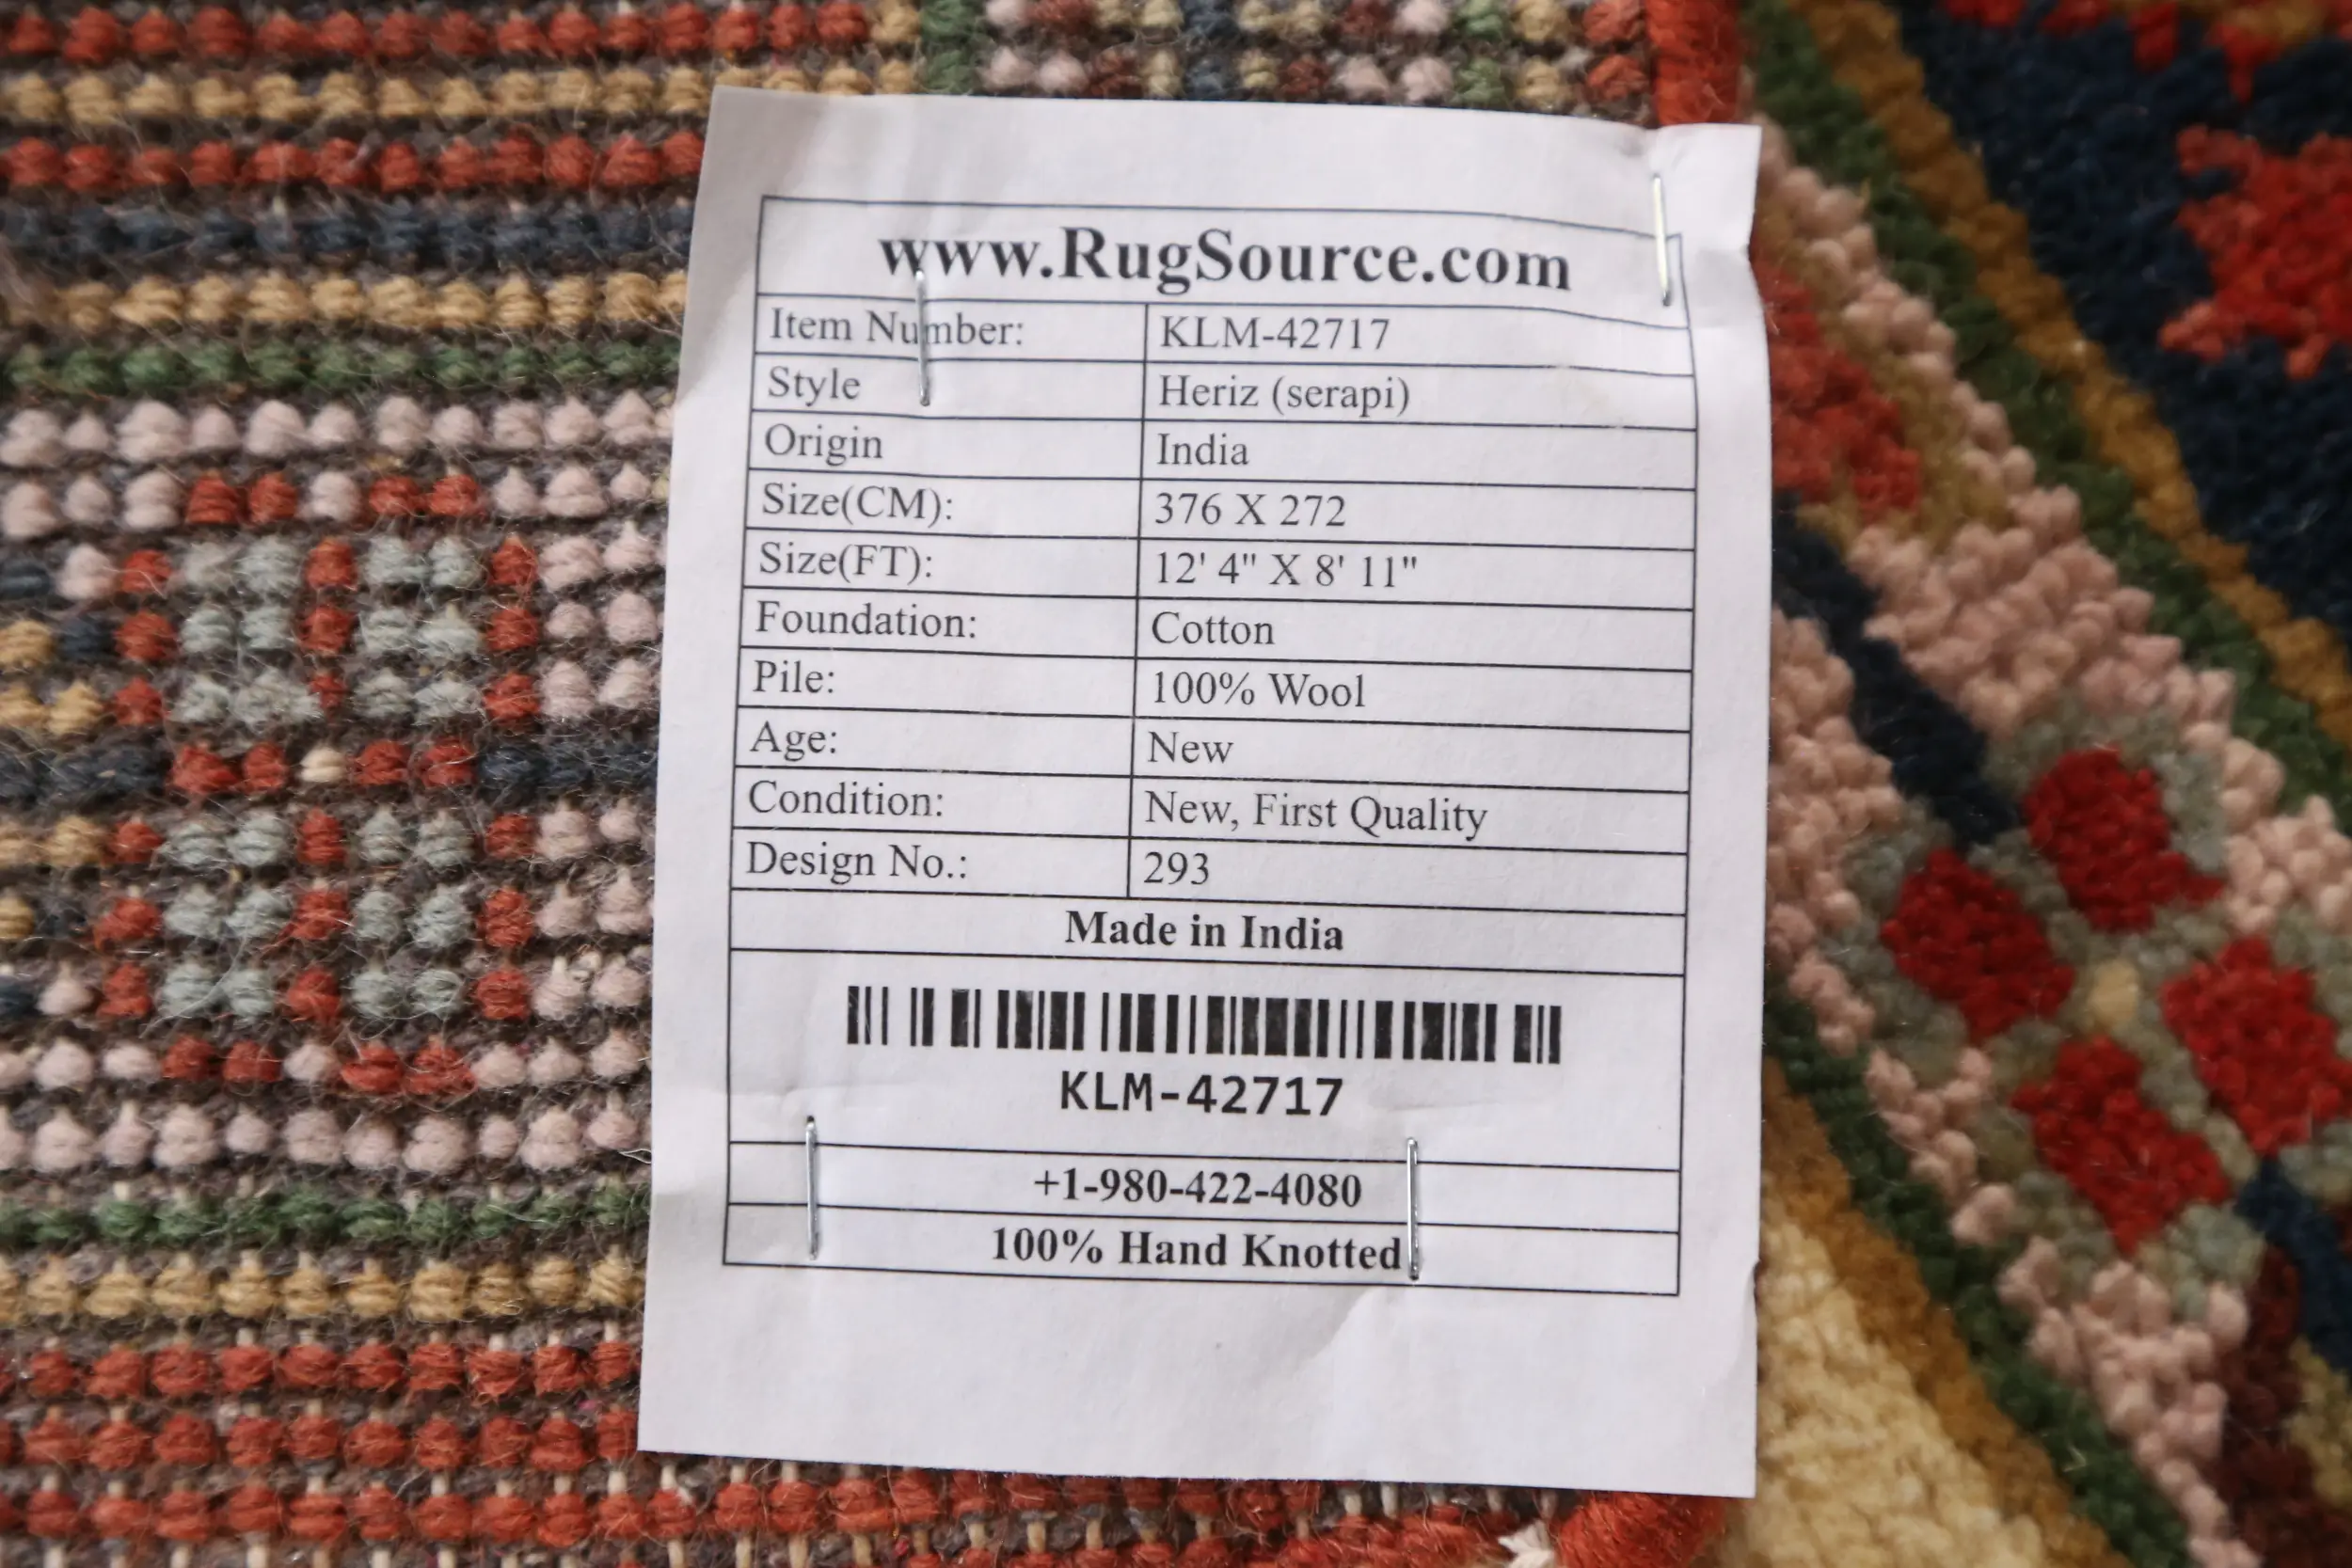 www.RugSource.com
Item Number: KLM-42717
Style Heriz (serapi)
Origin India
Size(CM): 376 X 272
Size(FT): 12' 4" X 8' 11"
Foundation: Cotton
Pile: 100% Wool
Age: New
Condition: New, First Quality
Design No.: 293
Made in India
KLM-42717
+1-980-422-4080
100% Hand Knotted